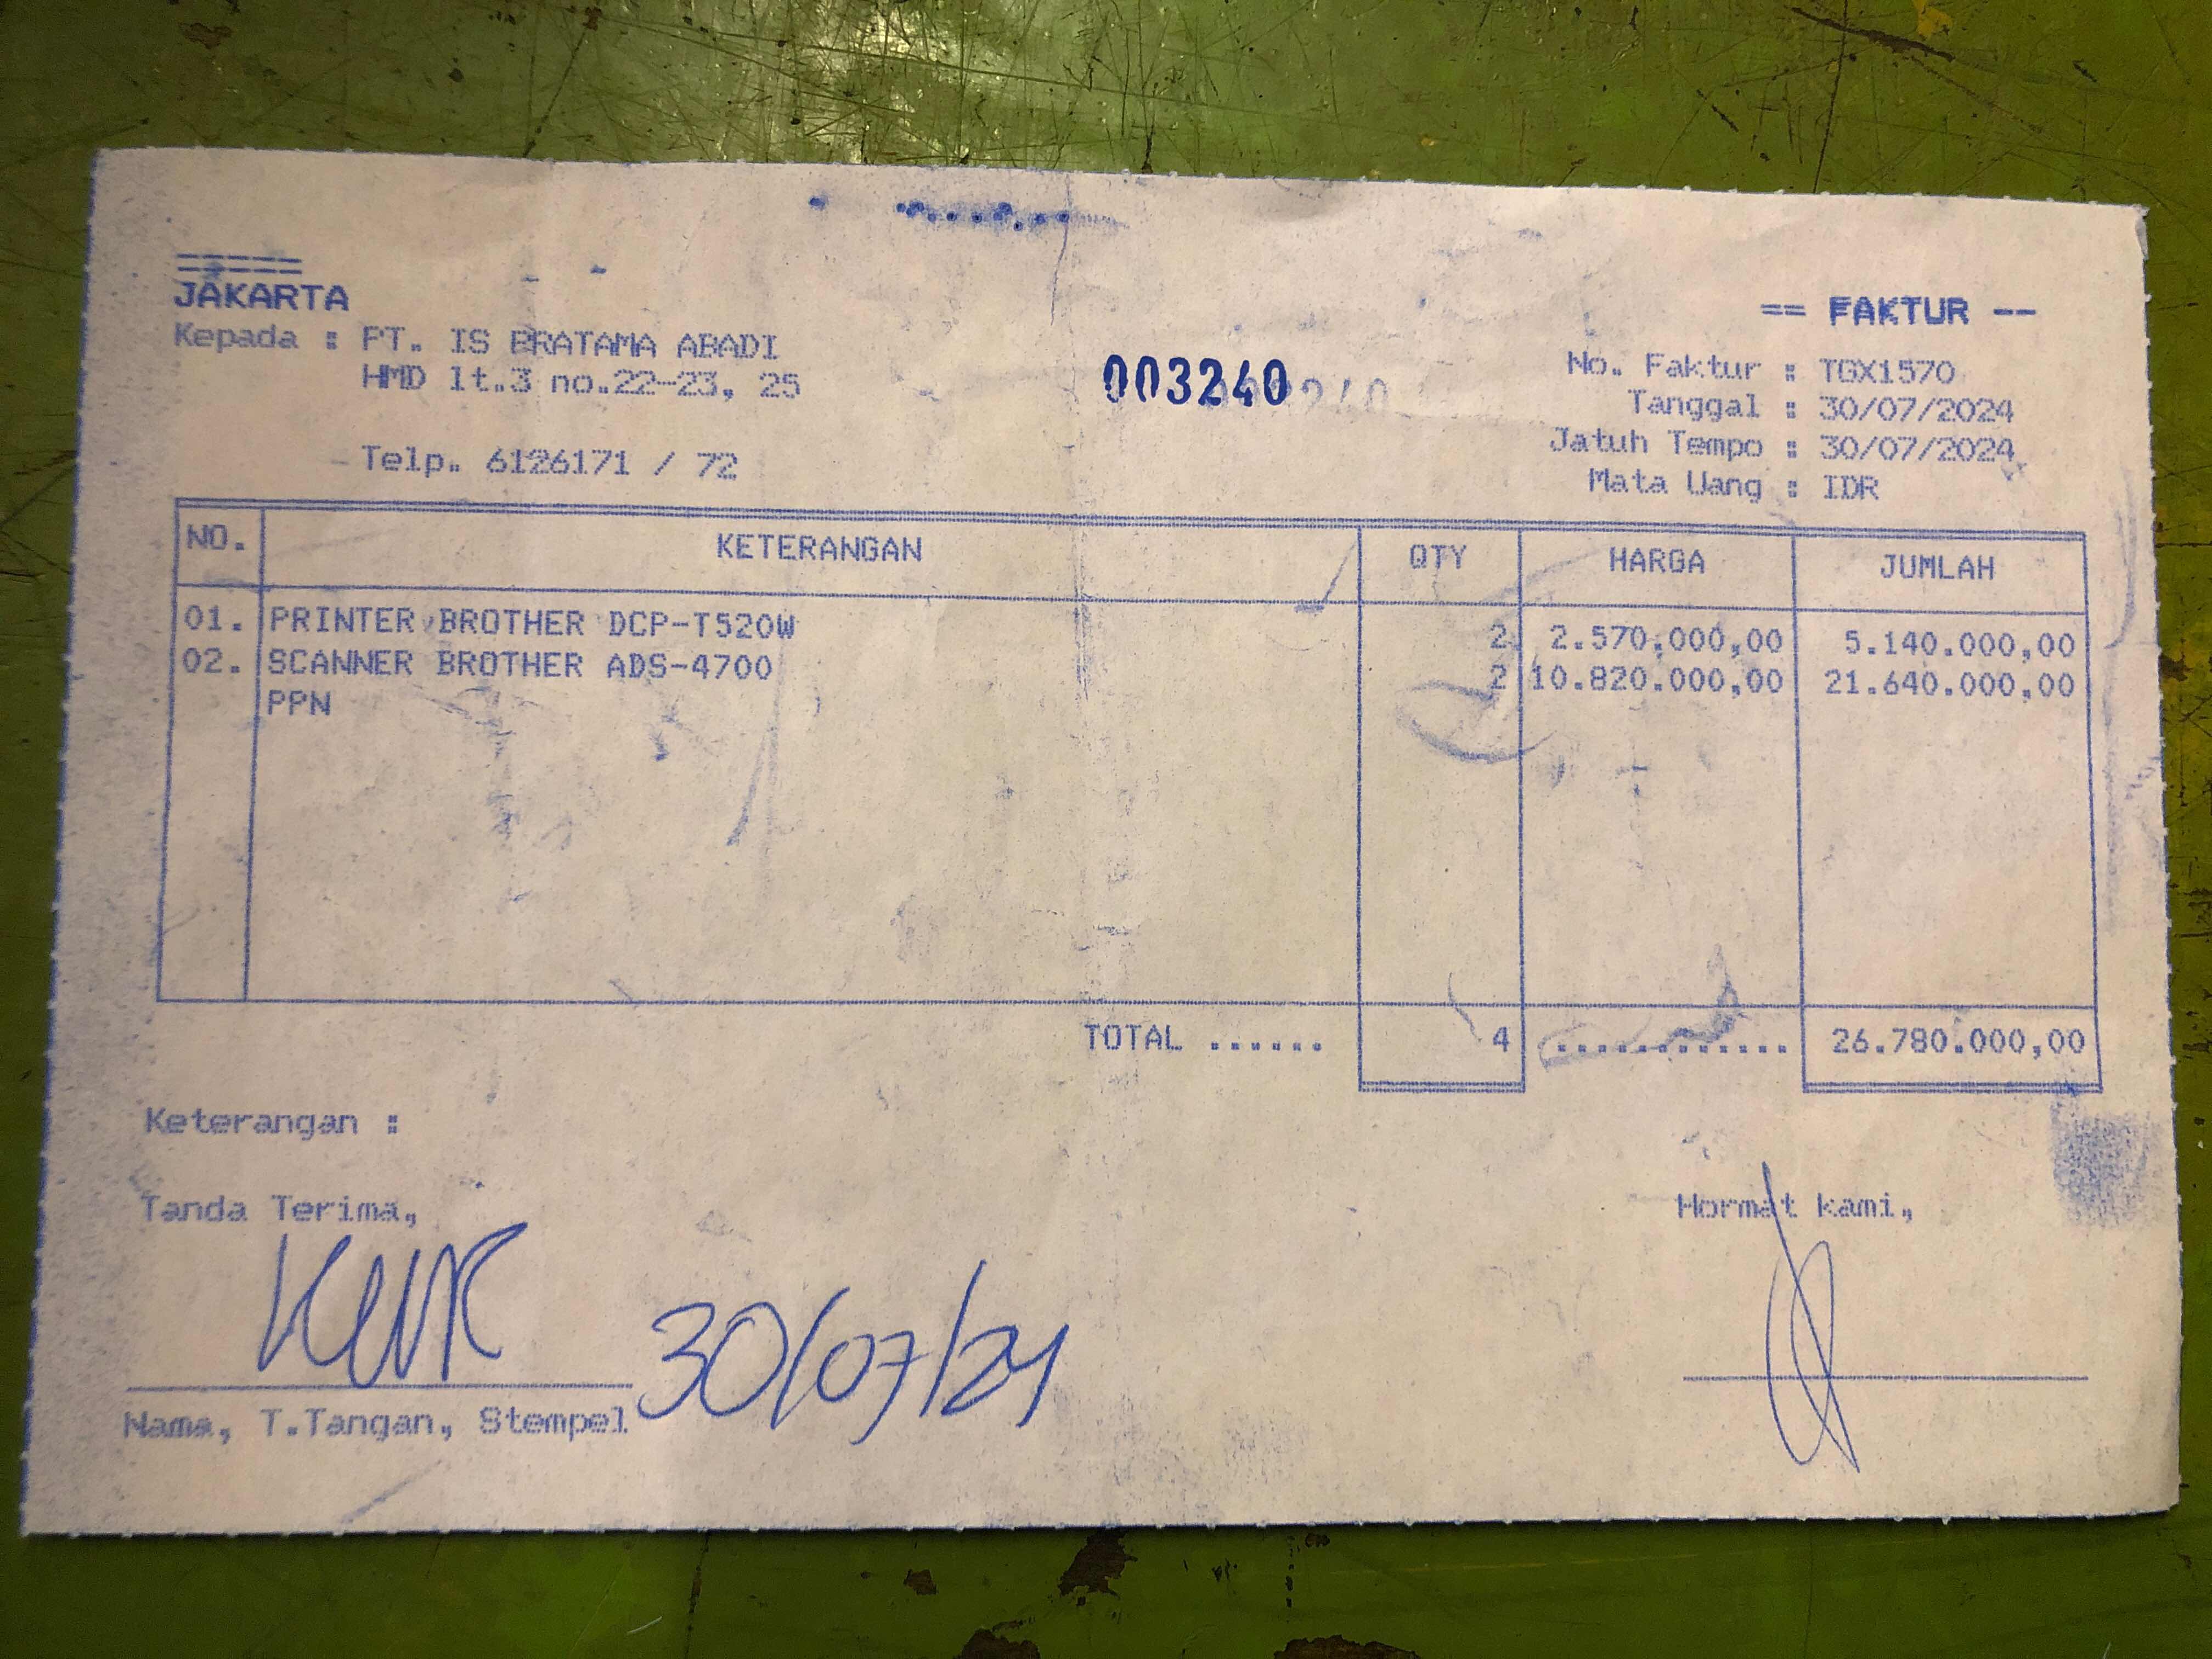 =====
JAKARTA
== FAKTUR --
Kepada : PT. IS BRATAMA ABADI
HMD lt.3 no.22-23, 25
Telp. 6126171 / 72
003240
No. Faktur : TGX1570
Tanggal : 30/07/2024
Jatuh Tempo : 30/07/2024
Mata Uang : IDR
NO. KETERANGAN QTY HARGA JUMLAH
01. PRINTER BROTHER DCP-T520W 2 2.570.000,00 5.140.000,00
02. SCANNER BROTHER ADS-4700 2 10.820.000,00 21.640.000,00
PPN
TOTAL ...... 4 ............ 26.780.000,00
Keterangan :
Tanda Terima,
Hormat kami,
30/07/24
Nama, T.Tangan, Stempel